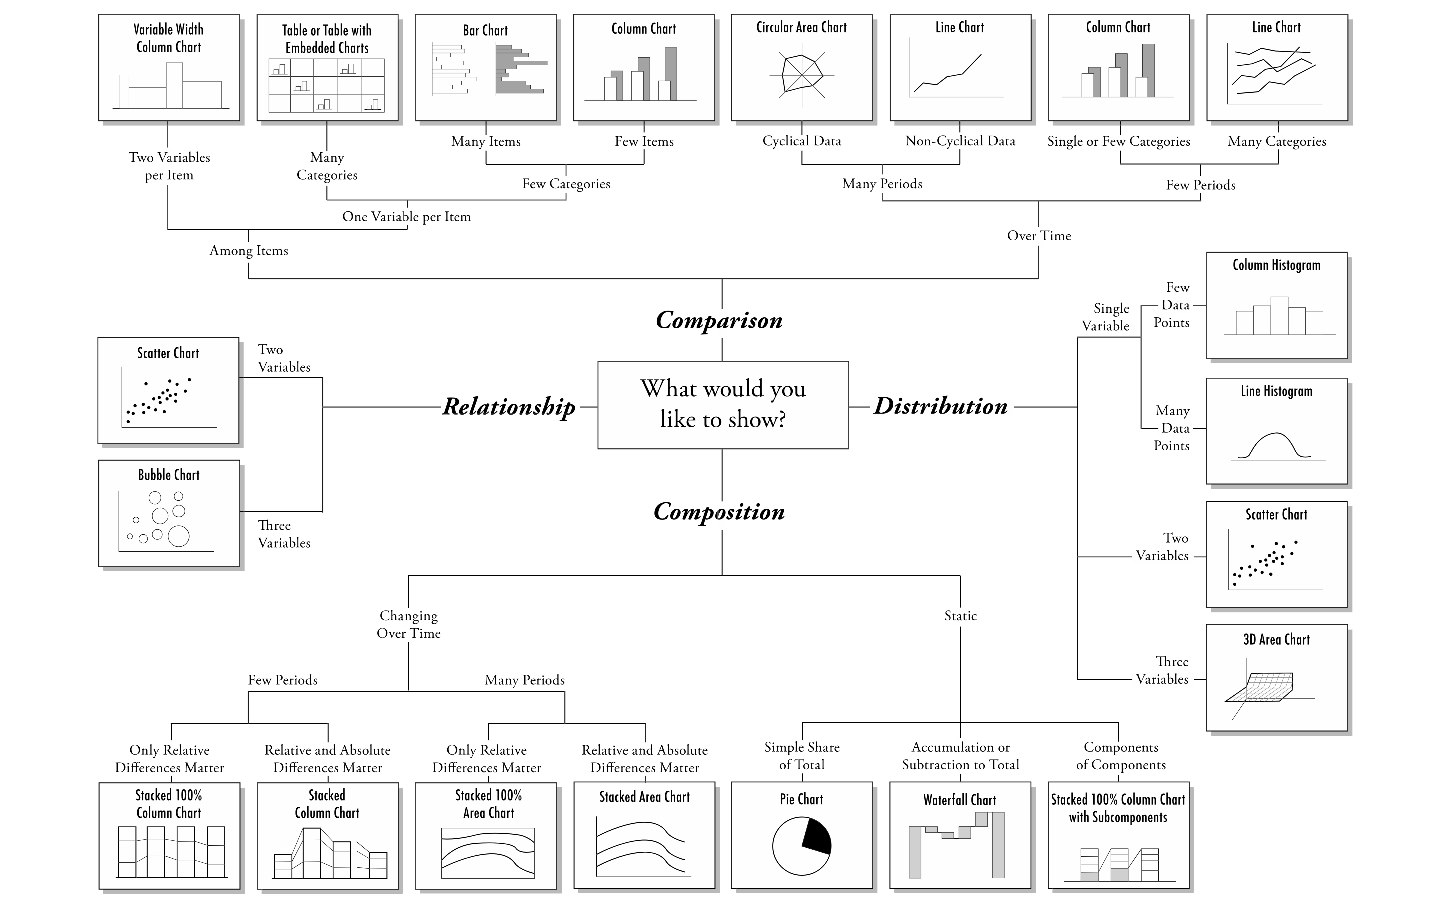 Variable Width
Column Chart
Table or Table with
Embedded Charts
Bar Chart
Column Chart
Circular Area Chart
Line Chart
Column Chart
Line Chart
Two Variables
per Item
Many
Categories
Many Items
Few Items
Cyclical Data
Non-Cyclical Data
Single or Few Categories
Many Categories
Few Categories
Many Periods
Few Periods
One Variable per Item
Among Items
Over Time
Comparison
What would you
like to show?
Relationship
Two
Variables
Scatter Chart
Three
Variables
Bubble Chart
Distribution
Single
Variable
Few
Data
Points
Column Histogram
Many
Data
Points
Line Histogram
Two
Variables
Scatter Chart
Three
Variables
3D Area Chart
Composition
Changing
Over Time
Static
Few Periods
Many Periods
Only Relative
Differences Matter
Relative and Absolute
Differences Matter
Only Relative
Differences Matter
Relative and Absolute
Differences Matter
Simple Share
of Total
Accumulation or
Subtraction to Total
Components
of Components
Stacked 100%
Column Chart
Stacked
Column Chart
Stacked 100%
Area Chart
Stacked Area Chart
Pie Chart
Waterfall Chart
Stacked 100% Column Chart
with Subcomponents